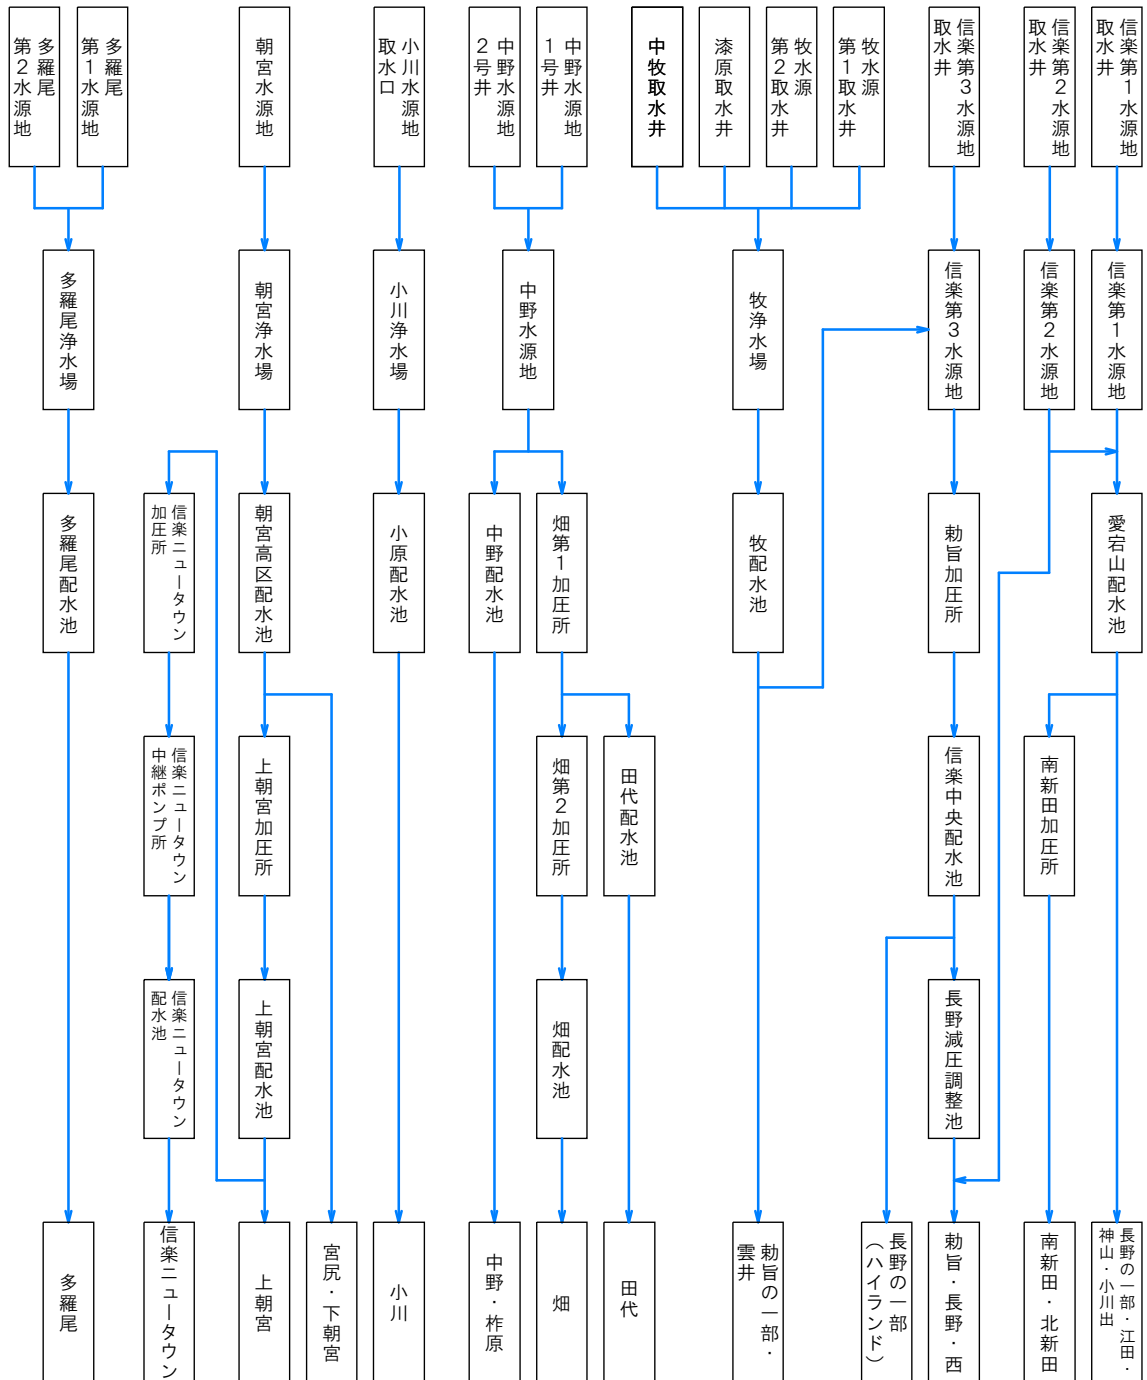 信楽第1水源地
取水井
信楽第2水源地
取水井
信楽第3水源地
取水井
牧水源
第1取水井
牧水源
第2取水井
漆原取水井
中牧取水井
中野水源地
1号井
中野水源地
2号井
小川水源地
取水口
朝宮水源地
多羅尾
第1水源地
多羅尾
第2水源地
信楽第1水源地
信楽第2水源地
信楽第3水源地
牧浄水場
中野水源地
小川浄水場
朝宮浄水場
多羅尾浄水場
愛宕山配水池
勅旨加圧所
牧配水池
畑第1加圧所
中野配水池
小原配水池
朝宮高区配水池
信楽ニュータウン
加圧所
多羅尾配水池
南新田加圧所
信楽中央配水池
田代配水池
畑第2加圧所
上朝宮加圧所
信楽ニュータウン
中継ポンプ所
長野減圧調整池
畑配水池
上朝宮配水池
信楽ニュータウン
配水池
長野の一部・江田・
神山・小川出
南新田・北新田
勅旨・長野・西
長野の一部
（ハイランド）
勅旨の一部・
雲井
田代
畑
中野・柞原
小川
宮尻・下朝宮
上朝宮
信楽ニュータウン
多羅尾